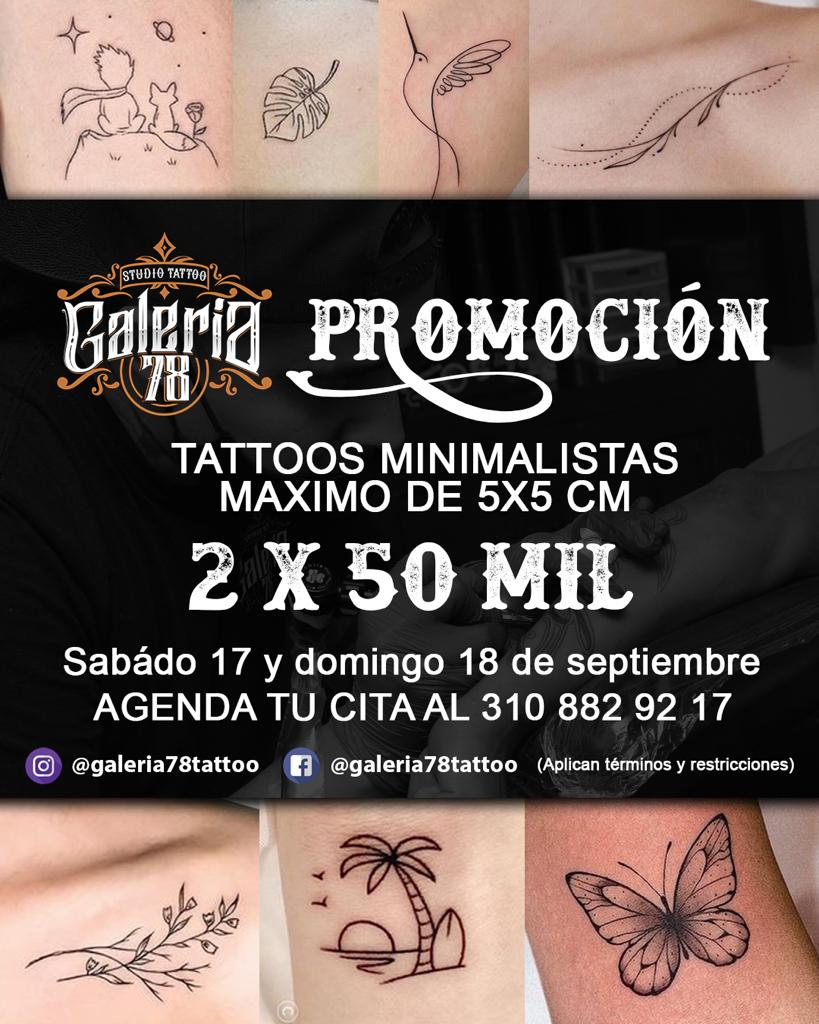 STUDIO TATTOO
Galeria
78
PROMOCIÓN
TATTOOS MINIMALISTAS
MAXIMO DE 5X5 CM
2 X 50 MIL
Sabádo 17 y domingo 18 de septiembre
AGENDA TU CITA AL 310 882 92 17
@galeria78tattoo @galeria78tattoo (Aplican términos y restricciones)